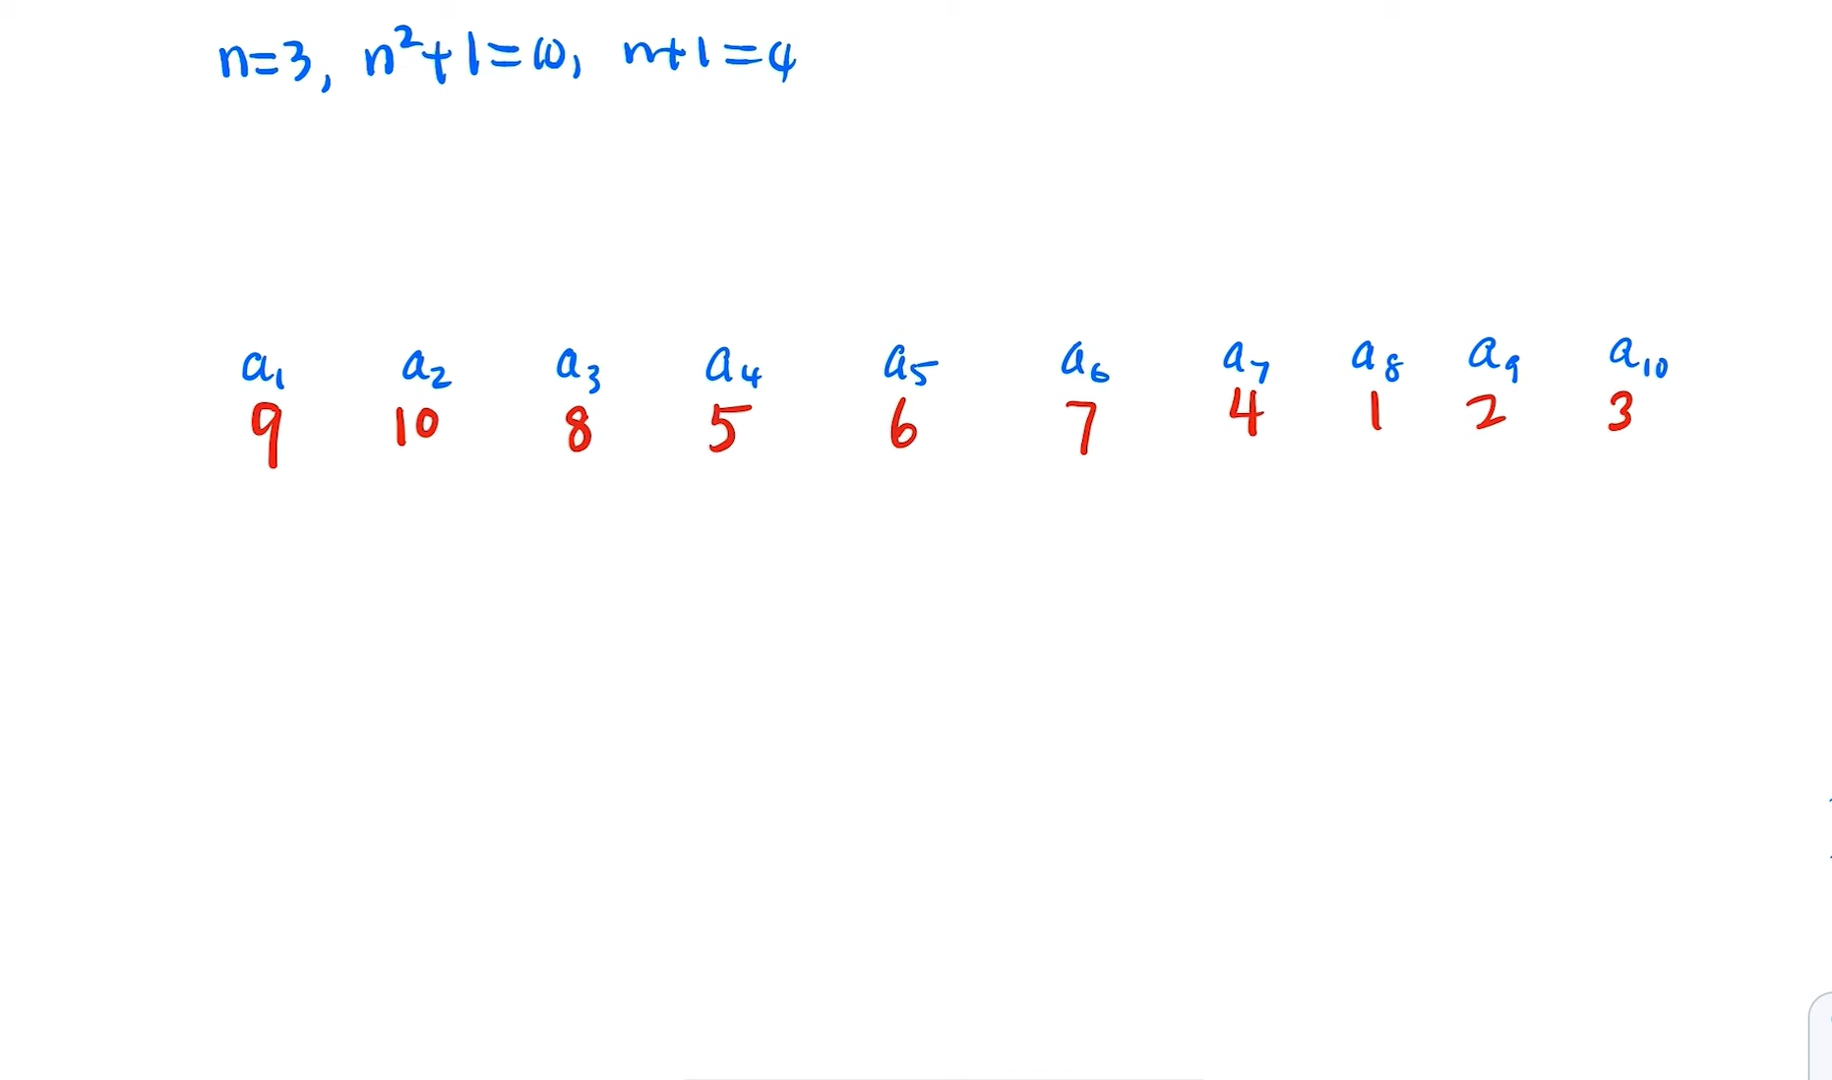 n=3, n²+1=10, n+1=4
a₁ a₂ a₃ a₄ a₅ a₆ a₇ a₈ a₉ a₁₀
9 10 8 5 6 7 4 1 2 3